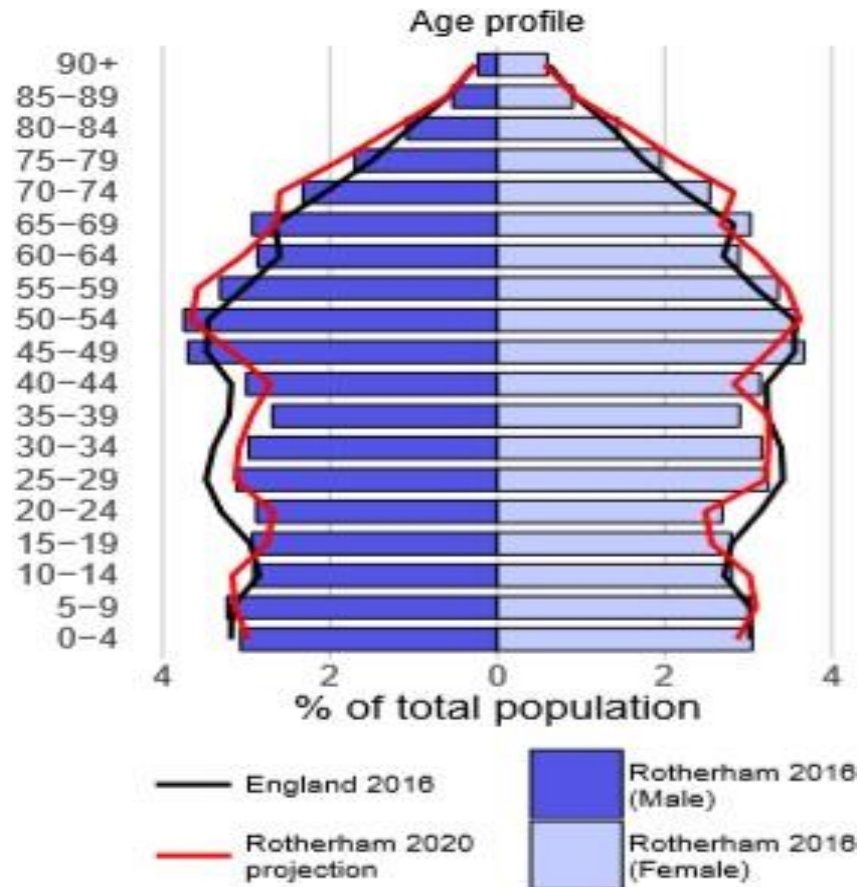 Age profile
90+
85−89
80−84
75−79
70−74
65−69
60−64
55−59
50−54
45−49
40−44
35−39
30−34
25−29
20−24
15−19
10−14
5−9
0−4
4 2 0 2 4
% of total population
England 2016
Rotherham 2020
projection
Rotherham 2016
(Male)
Rotherham 2016
(Female)